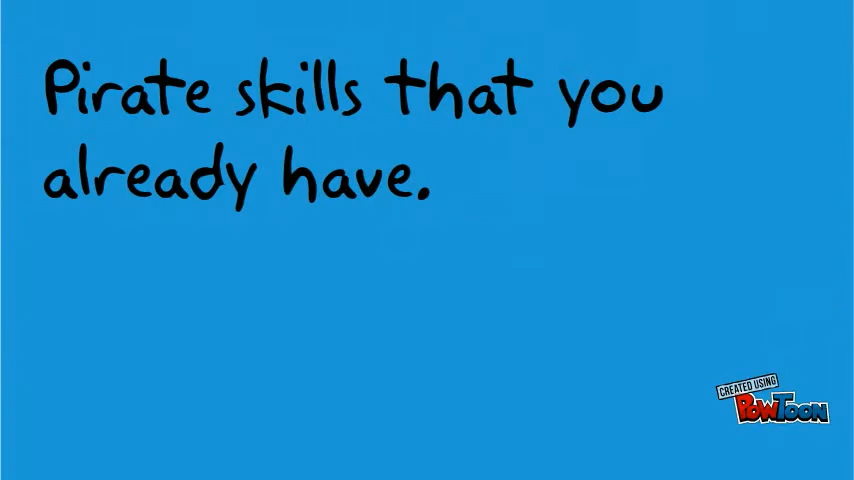 Pirate skills that you
already have.
CREATED USING
POWTOON